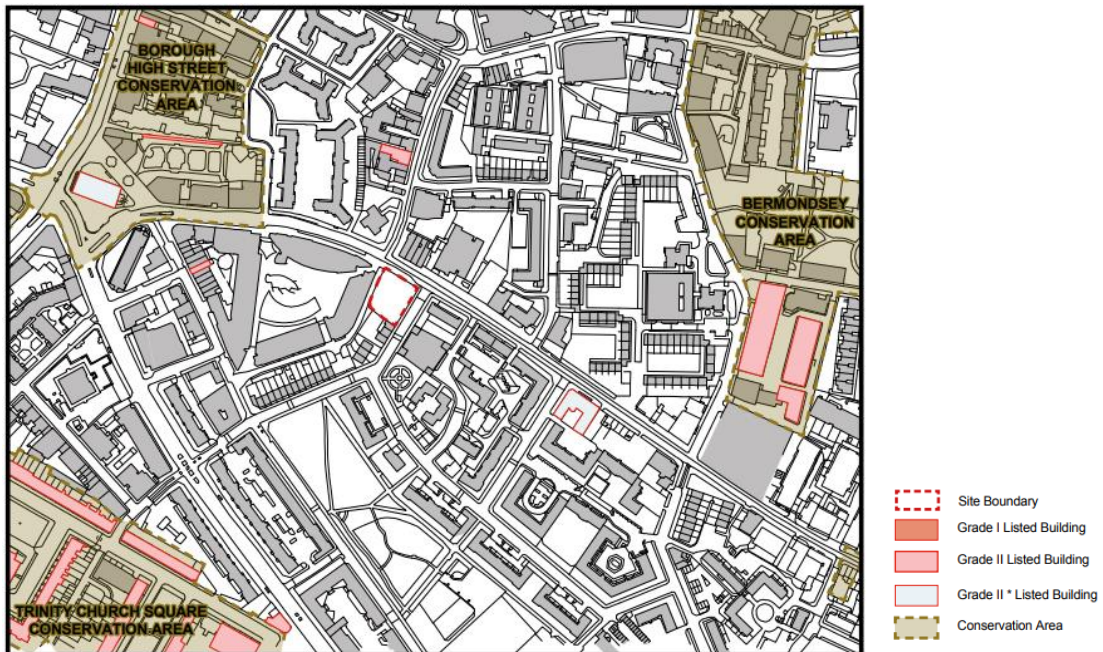 BOROUGH
HIGH STREET
CONSERVATION
AREA
BERMONDSEY
CONSERVATION
AREA
TRINITY CHURCH SQUARE
CONSERVATION AREA
Site Boundary
Grade I Listed Building
Grade II Listed Building
Grade II * Listed Building
Conservation Area